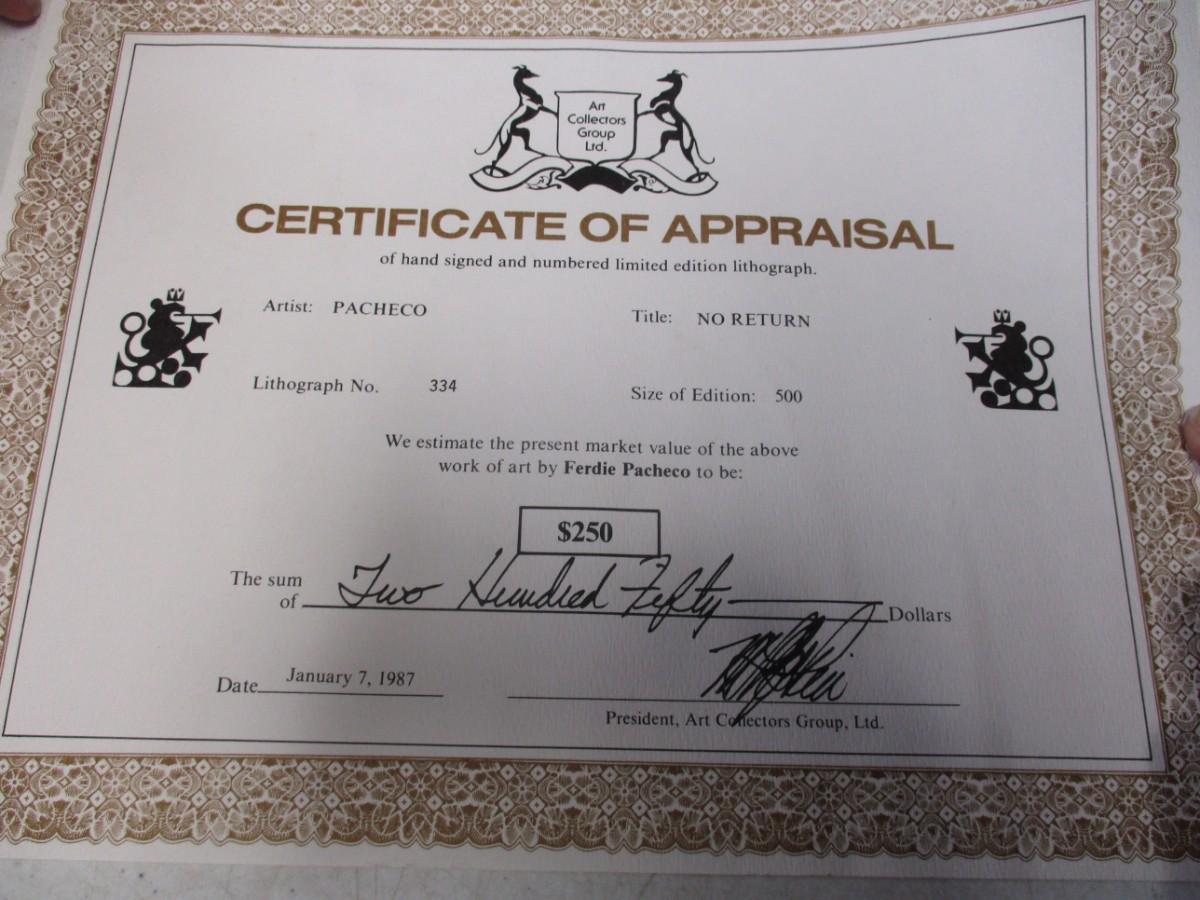 Art
Collectors
Group
Ltd.
CERTIFICATE OF APPRAISAL
of hand signed and numbered limited edition lithograph.
Artist: PACHECO
Title: NO RETURN
Lithograph No. 334
Size of Edition: 500
We estimate the present market value of the above
work of art by Ferdie Pacheco to be:
$250
The sum
of Two Hundred Fifty Dollars
Date January 7, 1987
President, Art Collectors Group, Ltd.